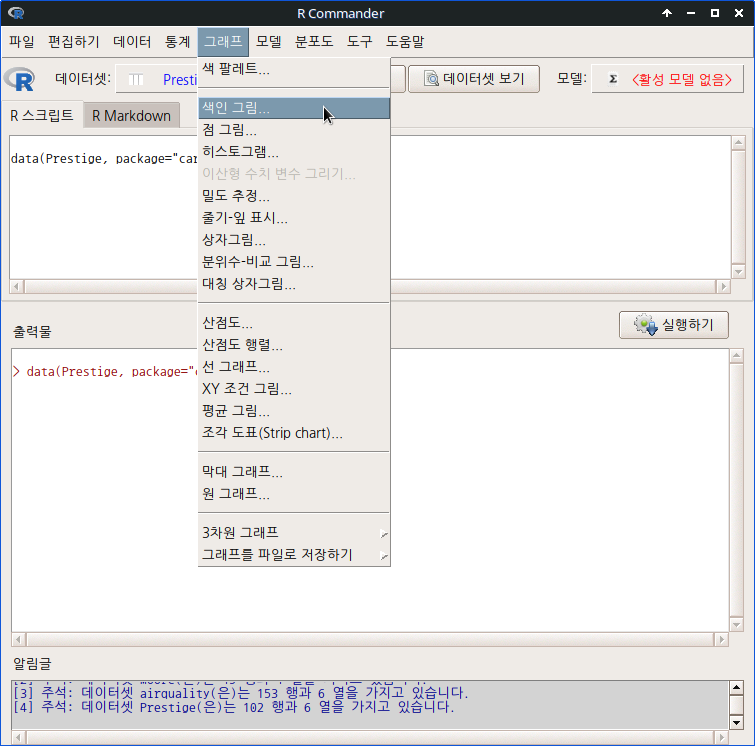 R Commander
파일 편집하기 데이터 통계 그래프 모델 분포도 도구 도움말
데이터셋: Presti 데이터셋 보기 모델: Σ <활성 모델 없음>
R 스크립트 R Markdown
data(Prestige, package="car
색 팔레트...
색인 그림...
점 그림...
히스토그램...
이산형 수치 변수 그리기...
밀도 추정...
줄기-잎 표시...
상자그림...
분위수-비교 그림...
대칭 상자그림...
산점도...
산점도 행렬...
선 그래프...
XY 조건 그림...
평균 그림...
조각 도표(Strip chart)...
막대 그래프...
원 그래프...
3차원 그래프
그래프를 파일로 저장하기
출력물 실행하기
> data(Prestige, package="
알림글
[3] 주석: 데이터셋 airquality(은)는 153 행과 6 열을 가지고 있습니다.
[4] 주석: 데이터셋 Prestige(은)는 102 행과 6 열을 가지고 있습니다.